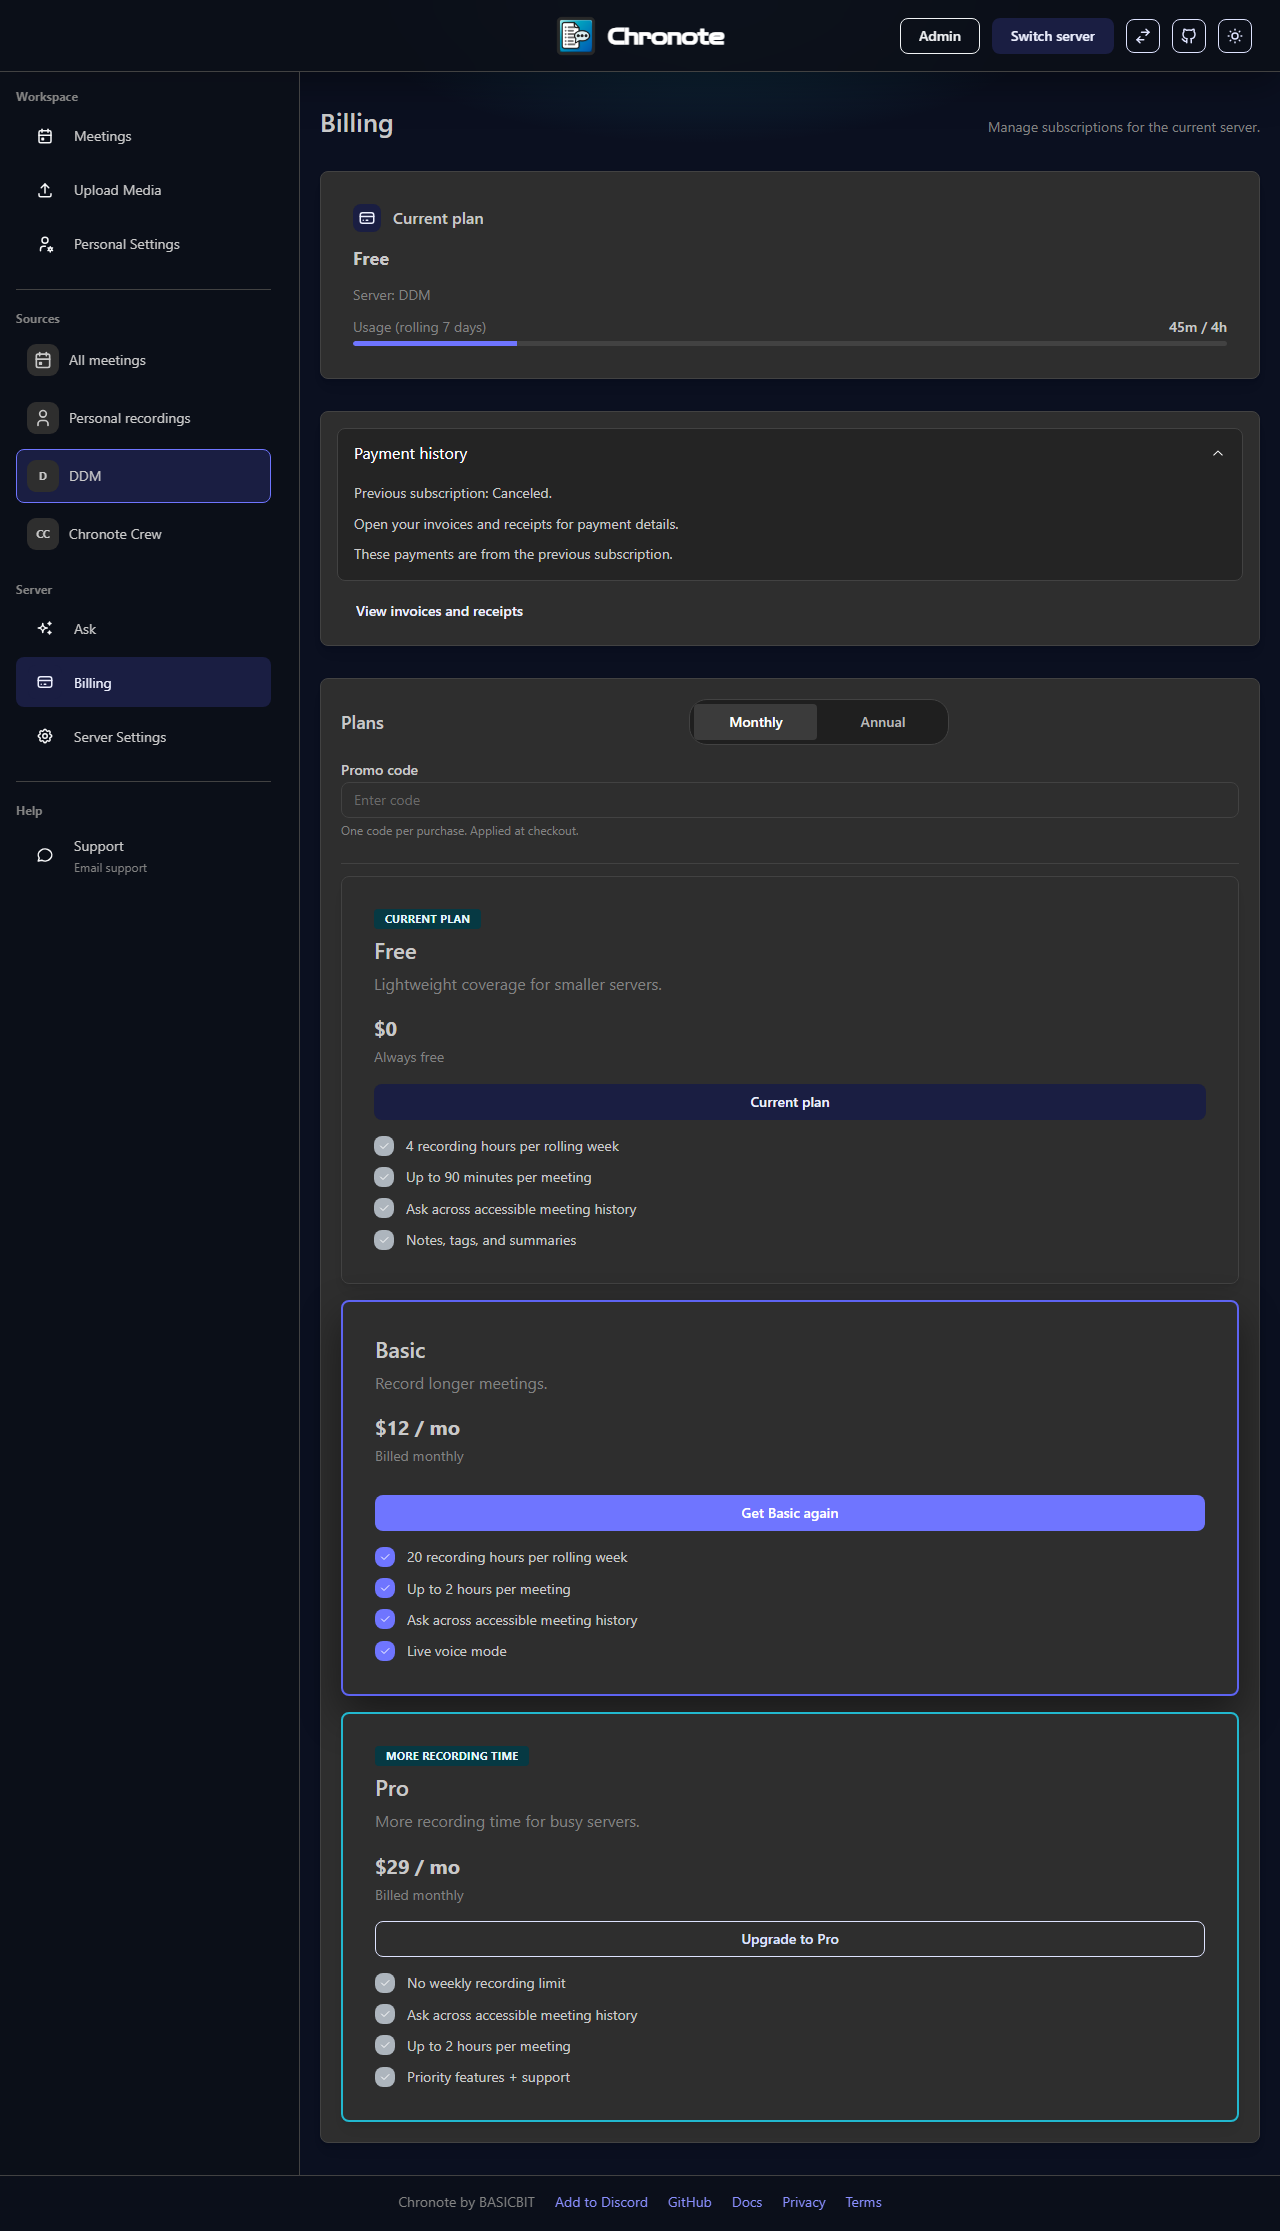 Chronote
Admin
Switch server
Workspace
Meetings
Upload Media
Personal Settings
Sources
All meetings
Personal recordings
D
DDM
CC
Chronote Crew
Server
Ask
Billing
Server Settings
Help
Support
Email support
Billing
Manage subscriptions for the current server.
Current plan
Free
Server: DDM
Usage (rolling 7 days)
45m / 4h
Payment history
Previous subscription: Canceled.
Open your invoices and receipts for payment details.
These payments are from the previous subscription.
View invoices and receipts
Plans
Monthly
Annual
Promo code
Enter code
One code per purchase. Applied at checkout.
CURRENT PLAN
Free
Lightweight coverage for smaller servers.
$0
Always free
Current plan
4 recording hours per rolling week
Up to 90 minutes per meeting
Ask across accessible meeting history
Notes, tags, and summaries
Basic
Record longer meetings.
$12 / mo
Billed monthly
Get Basic again
20 recording hours per rolling week
Up to 2 hours per meeting
Ask across accessible meeting history
Live voice mode
MORE RECORDING TIME
Pro
More recording time for busy servers.
$29 / mo
Billed monthly
Upgrade to Pro
No weekly recording limit
Ask across accessible meeting history
Up to 2 hours per meeting
Priority features + support
Chronote by BASICBIT
Add to Discord
GitHub
Docs
Privacy
Terms